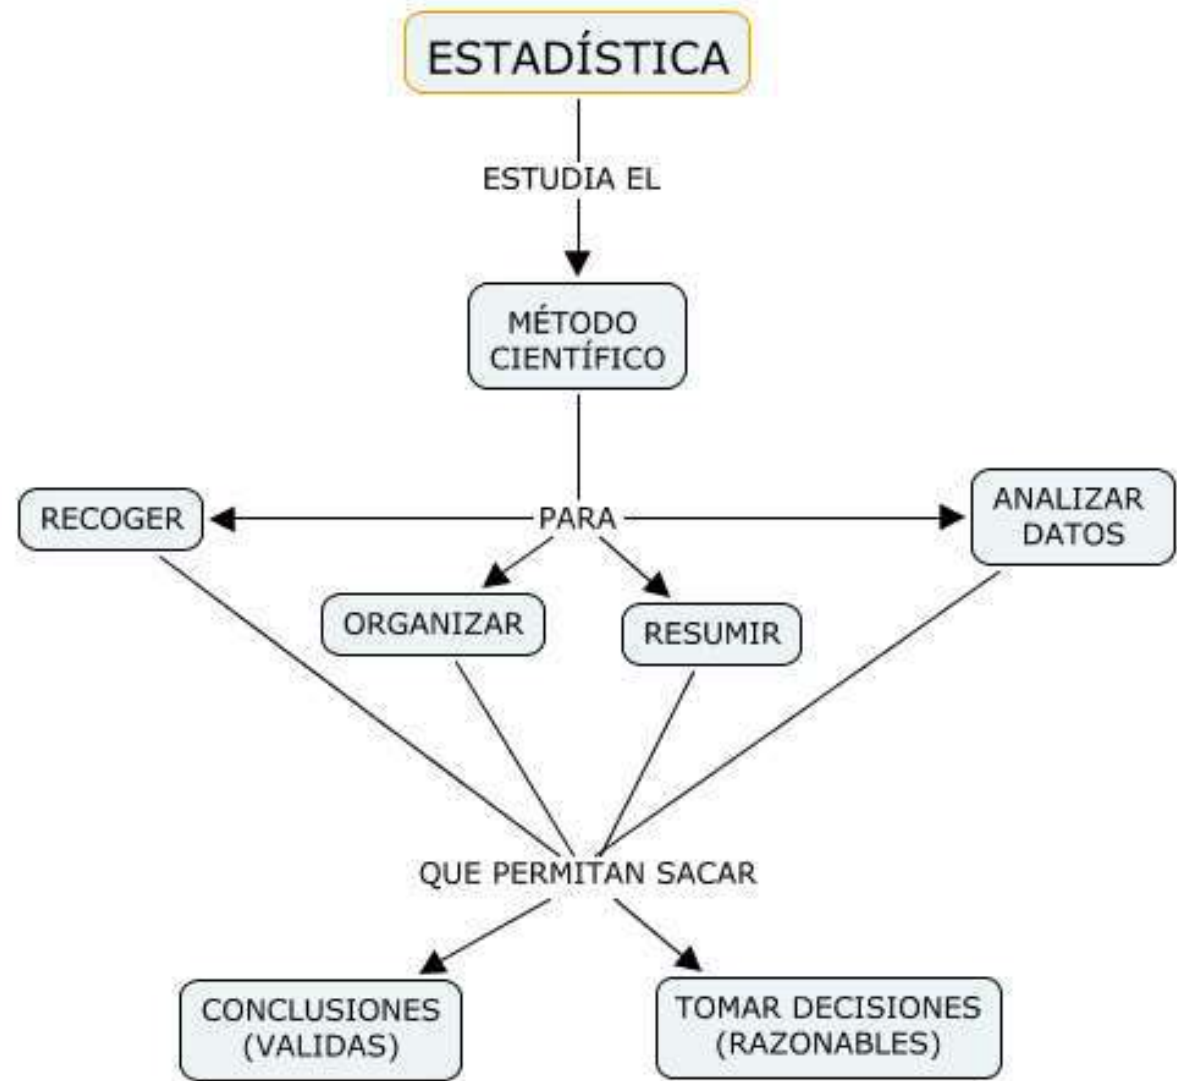 ESTADÍSTICA
ESTUDIA EL
MÉTODO
CIENTÍFICO
RECOGER
PARA
ANALIZAR
DATOS
ORGANIZAR
RESUMIR
QUE PERMITAN SACAR
CONCLUSIONES
(VALIDAS)
TOMAR DECISIONES
(RAZONABLES)